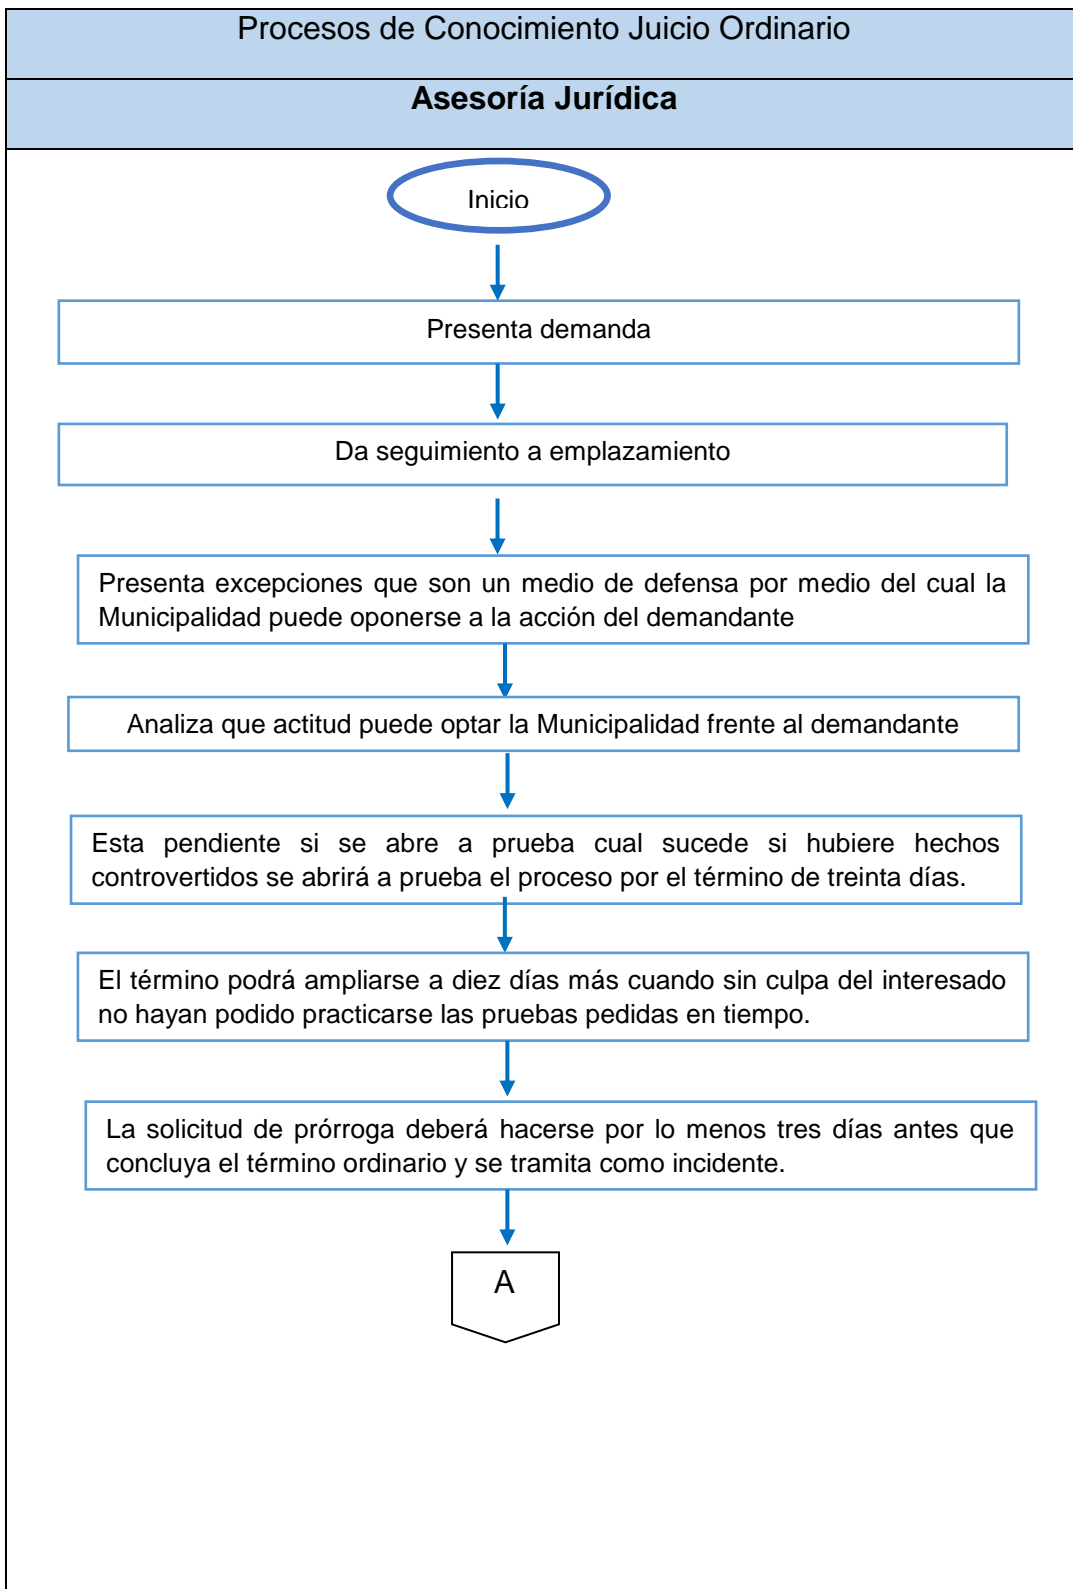 Procesos de Conocimiento Juicio Ordinario
Asesoría Jurídica
Inicio
Presenta demanda
Da seguimiento a emplazamiento
Presenta excepciones que son un medio de defensa por medio del cual la
Municipalidad puede oponerse a la acción del demandante
Analiza que actitud puede optar la Municipalidad frente al demandante
Esta pendiente si se abre a prueba cual sucede si hubiere hechos
controvertidos se abrirá a prueba el proceso por el término de treinta días.
El término podrá ampliarse a diez días más cuando sin culpa del interesado
no hayan podido practicarse las pruebas pedidas en tiempo.
La solicitud de prórroga deberá hacerse por lo menos tres días antes que
concluya el término ordinario y se tramita como incidente.
A